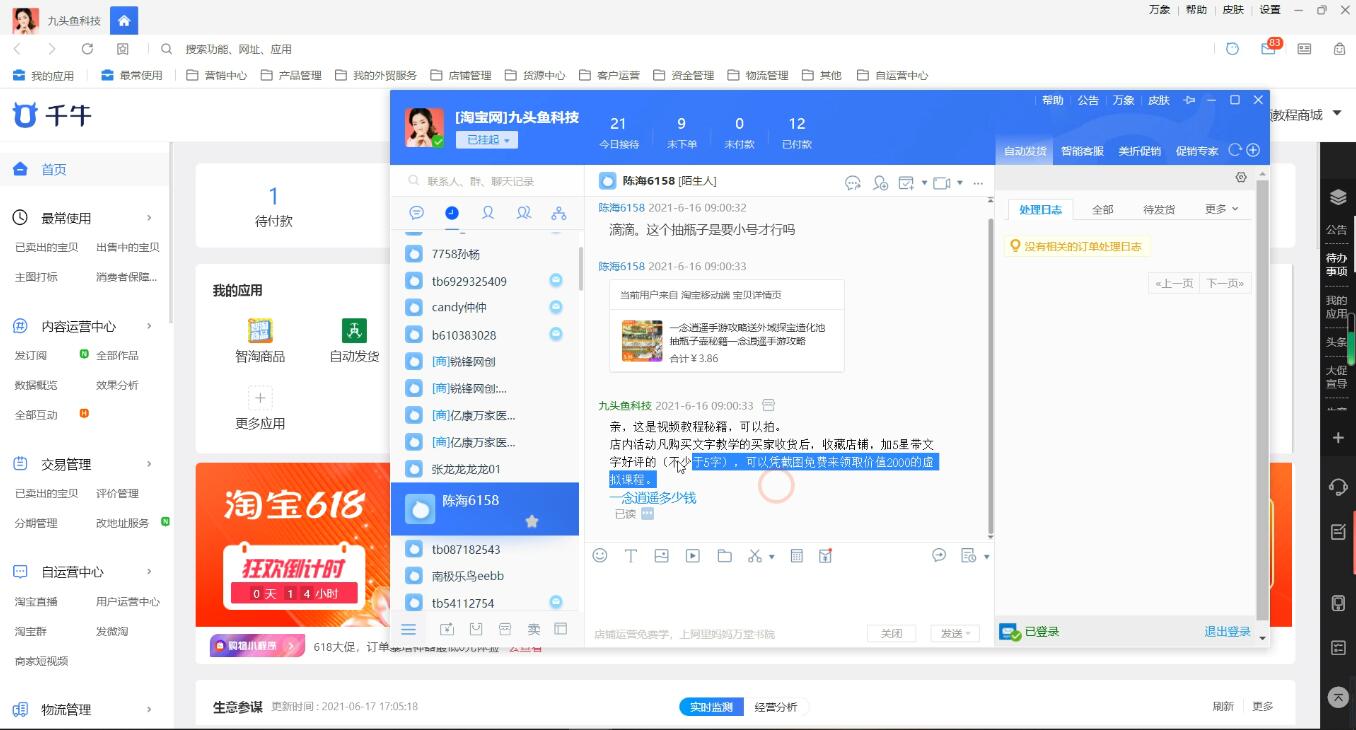 九头鱼科技
万象 帮助 皮肤 设置
搜索功能、网址、应用
83
我的应用 最常使用 营销中心 产品管理 我的外贸服务 店铺管理 货源中心 客户运营 资金管理 物流管理 其他 自运营中心
千牛
教程商城
首页
最常使用
已卖出的宝贝 出售中的宝贝
主图打标 消费者保障...
内容运营中心
发订阅 N 全部作品
数据概览 效果分析
全部互动 H
交易管理
已卖出的宝贝 评价管理
分期管理 改地址服务 N
自运营中心
淘宝直播 用户运营中心
淘宝群 发微淘
商家短视频
物流管理
1
待付款
我的应用
智淘商品
智淘商品 自动发货
更多应用
淘宝618
狂欢倒计时
0 天 1 4 小时
购物小程序
生意参谋 更新时间 : 2021-06-17 17:05:18
实时监测 经营分析
刷新 更多
[淘宝网]九头鱼科技
已挂起
21 9 0 12
今日接待 未下单 未付款 已付款
帮助 公告 万象 皮肤
自动发货 智能客服 美折促销 促销专家
联系人、群、聊天记录
7758孙杨
tb6929325409
candy仲仲
b610383028
[商]锐锋网创
[商]锐锋网创:...
[商]亿康万家医...
[商]亿康万家医...
张龙龙龙龙01
陈海6158
tb087182543
南极乐鸟eebb
tb54112754
卖
陈海6158 [陌生人]
陈海6158 2021-6-16 09:00:32
滴滴。这个抽瓶子是要小号才行吗
陈海6158 2021-6-16 09:00:33
当前用户来自 淘宝移动端 宝贝详情页
一念逍遥手游攻略送外域探宝造化池
抽瓶子壶秘籍一念逍遥手游攻略
合计￥3.86
九头鱼科技 2021-6-16 09:00:33
亲，这是视频教程秘籍，可以拍。
店内活动凡购买文字教学的买家收货后，收藏店铺，加5星带文
字好评的（不少于5字），可以凭截图免费来领取价值2000的虚
拟课程。
一念逍遥多少钱
已读
店铺运营免费学，上阿里妈妈万堂书院
关闭 发送
处理日志 全部 待发货 更多
没有相关的订单处理日志
«上一页 下一页»
已登录 退出登录
公告
待办
事项
我的
应用
头条
大促
宣导